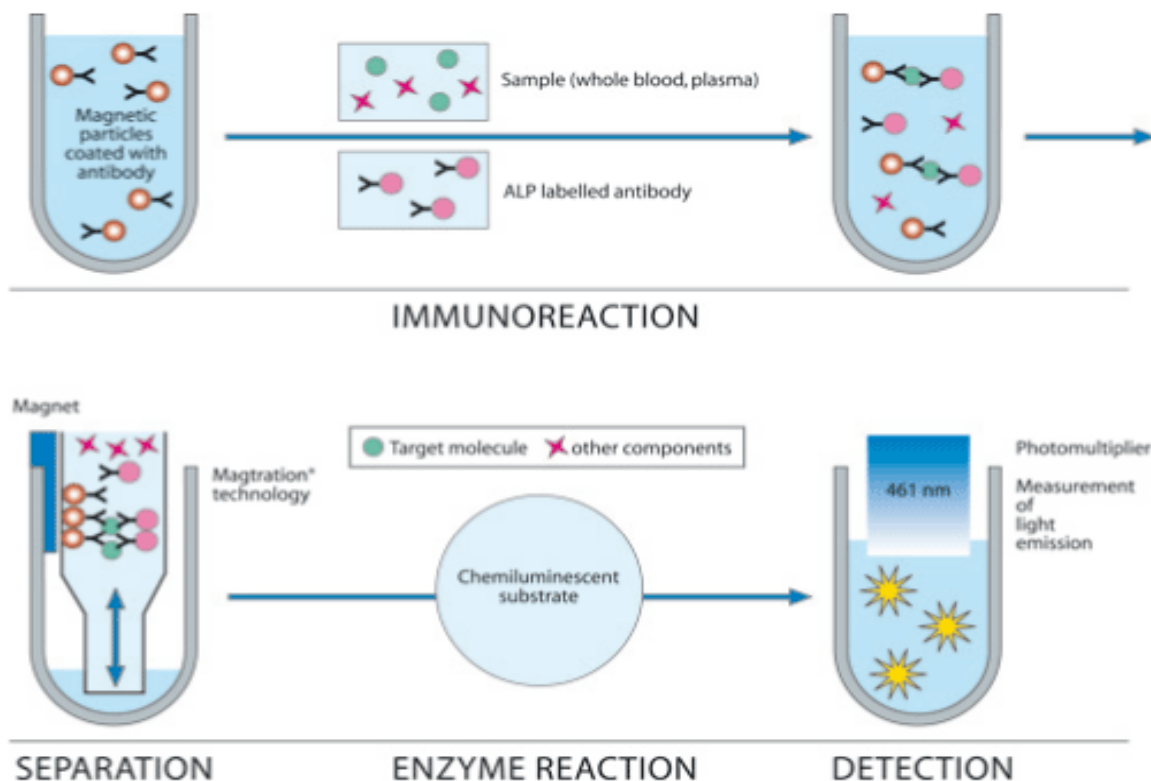 Magnetic
particles
coated with
antibody
Sample (whole blood, plasma)
ALP labelled antibody
IMMUNOREACTION
Magnet
Magtration®
technology
Target molecule other components
Chemiluminescent
substrate
461 nm
Photomultiplier
Measurement
of
light
emission
SEPARATION
ENZYME REACTION
DETECTION